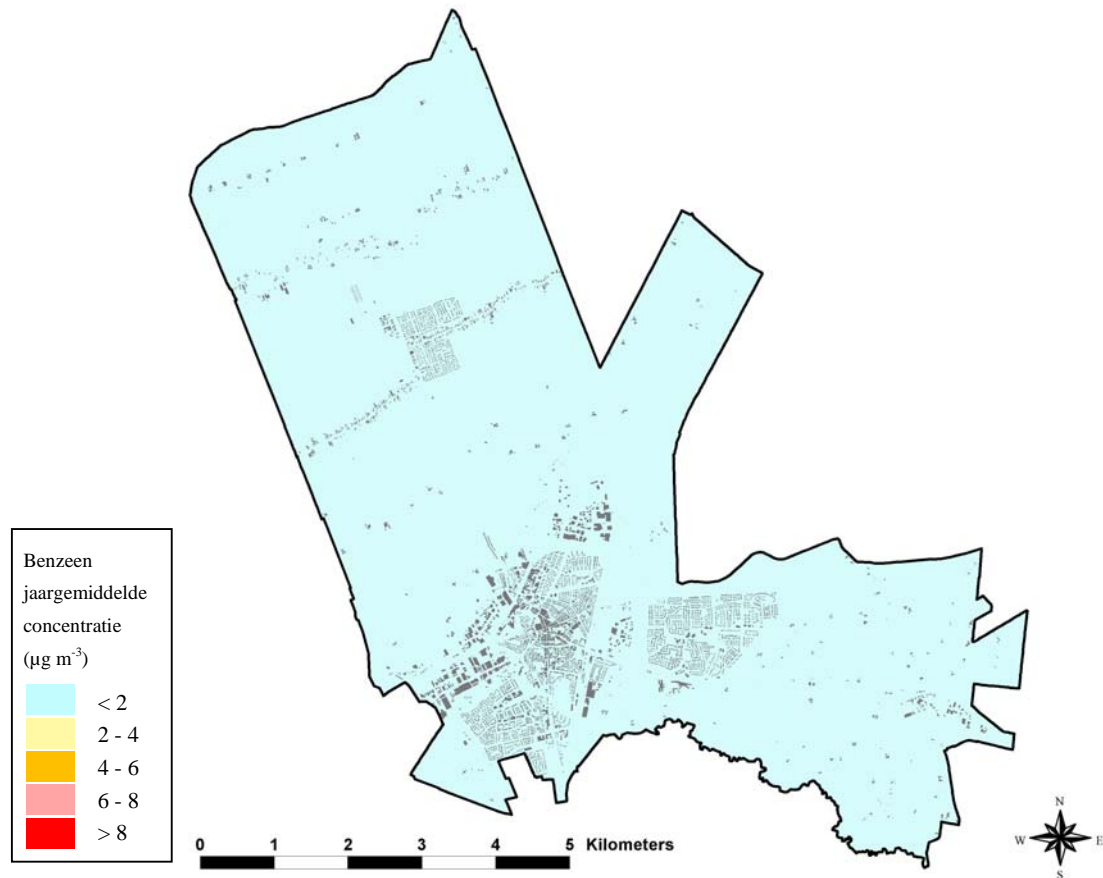 Benzeen
jaargemiddelde
concentratie
(µg m⁻³)
< 2
2 - 4
4 - 6
6 - 8
> 8
0 1 2 3 4 5 Kilometers
N
W E
S